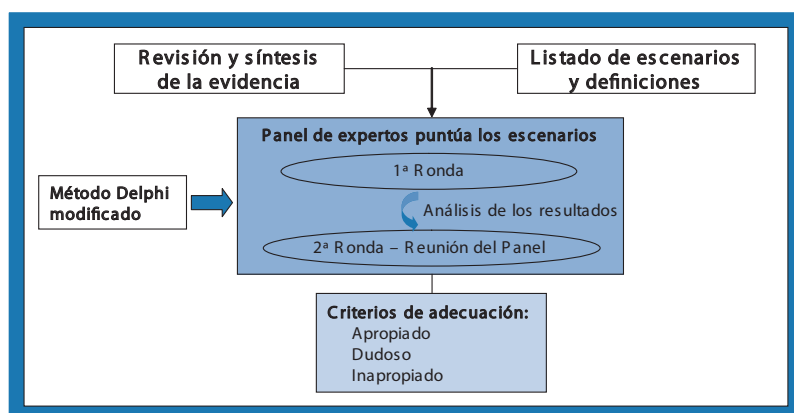 Revisión y síntesis
de la evidencia
Listado de escenarios
y definiciones
Panel de expertos puntúa los escenarios
1ª Ronda
Método Delphi
modificado
Análisis de los resultados
2ª Ronda – Reunión del Panel
Criterios de adecuación:
Apropiado
Dudoso
Inapropiado